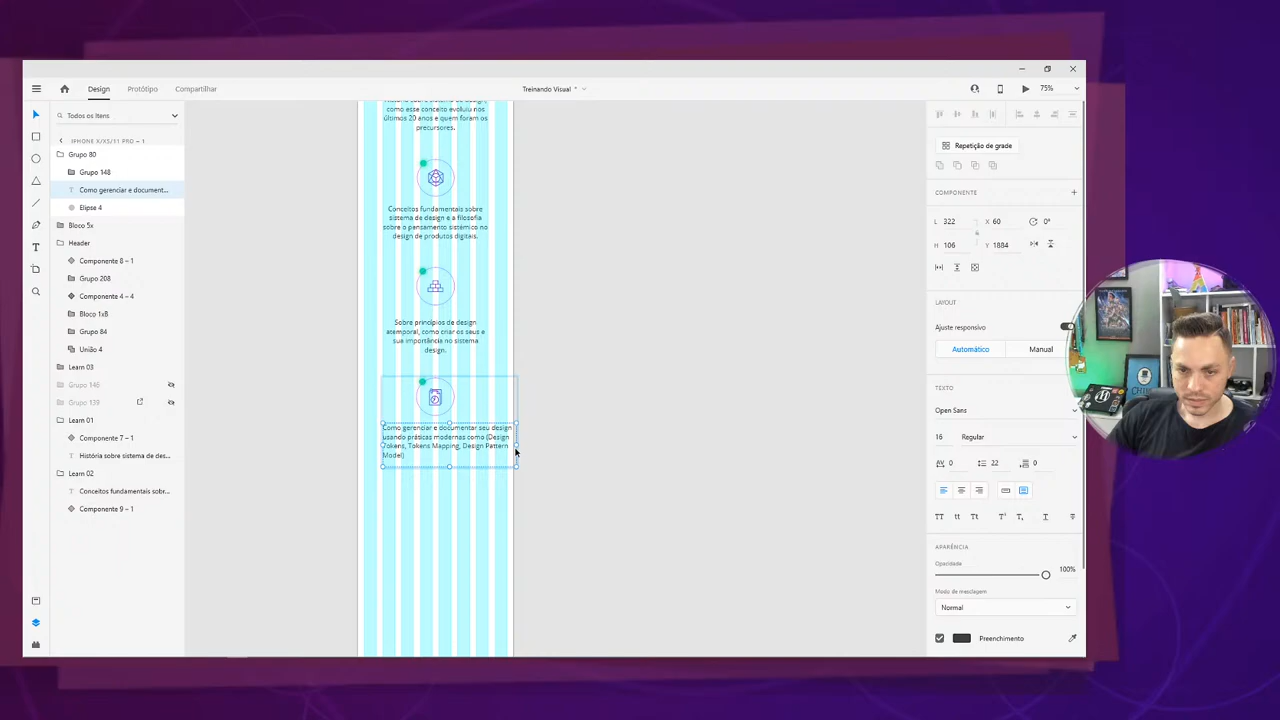 Design
Protótipo
Compartilhar
Treinando Visual *
75%
Todos os Itens
IPHONE X/XS/11 PRO – 1
Grupo 80
Grupo 148
Como gerenciar e document...
Elipse 4
Bloco 5x
Header
Componente 8 – 1
Grupo 208
Componente 4 – 4
Bloco 1x8
Grupo 84
União 4
Learn 03
Grupo 146
Grupo 139
Learn 01
Componente 7 – 1
História sobre sistema de des...
Learn 02
Conceitos fundamentais sobr...
Componente 9 – 1
como esse conceito evoluiu nos
últimos 20 anos e quem foram os
precursores.
Conceitos fundamentais sobre
sistema de design e a filosofia
sobre o pensamento sistémico no
design de produtos digitais.
Sobre princípios de design
atemporal, como criar os seus e
sua importância no sistema
design.
Como gerenciar e documentar seu design
usando práticas modernas como (Design
Tokens, Tokens Mapping, Design Pattern
Model)
Repetição de grade
COMPONENTE
L 322 X 60 0°
H 106 Y 1884
LAYOUT
Ajuste responsivo
Automático Manual
TEXTO
Open Sans
16 Regular
AV 0 22 0
TT tt Tt T¹ T₁ T
APARÊNCIA
Opacidade
100%
Modo de mesclagem
Normal
Preenchimento